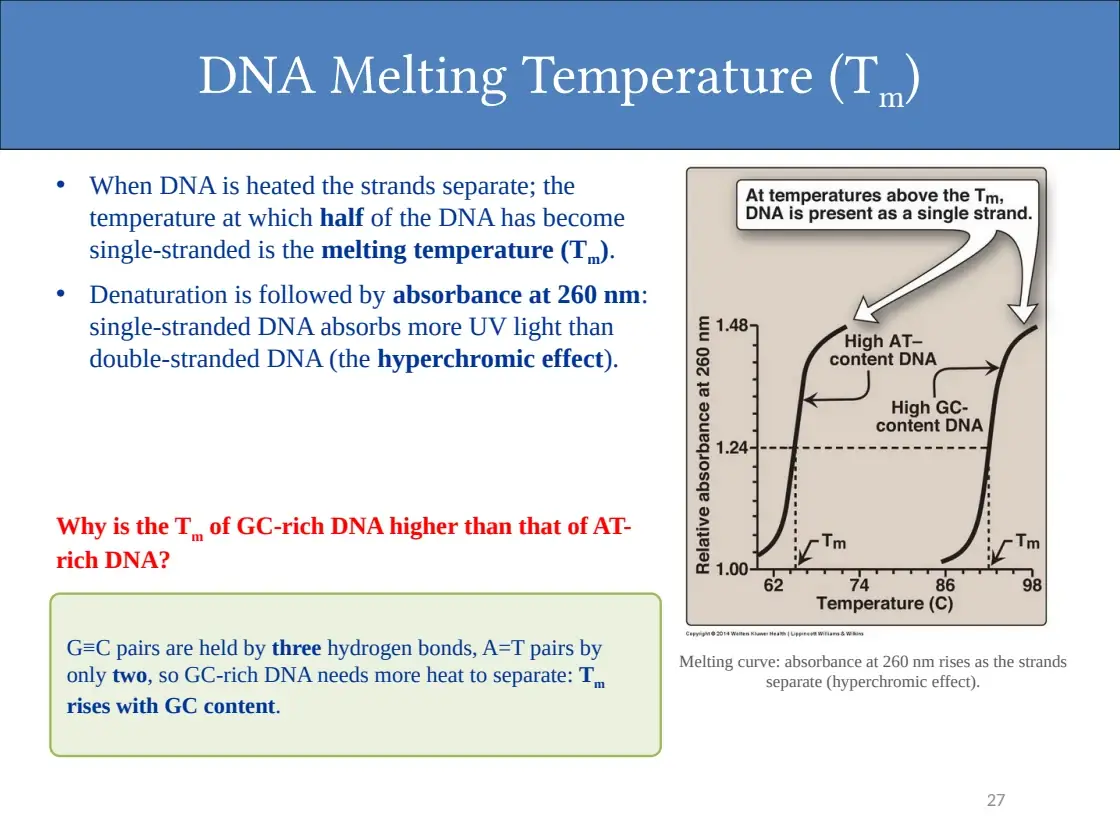 DNA Melting Temperature (Tm)
• When DNA is heated the strands separate; the
temperature at which half of the DNA has become
single-stranded is the melting temperature (Tm).
• Denaturation is followed by absorbance at 260 nm:
single-stranded DNA absorbs more UV light than
double-stranded DNA (the hyperchromic effect).
Why is the Tm of GC-rich DNA higher than that of AT-
rich DNA?
G≡C pairs are held by three hydrogen bonds, A=T pairs by
only two, so GC-rich DNA needs more heat to separate: Tm
rises with GC content.
At temperatures above the Tm,
DNA is present as a single strand.
Relative absorbance at 260 nm
1.48
1.24
1.00
High AT–
content DNA
High GC-
content DNA
Tm
Tm
62 74 86 98
Temperature (C)
Copyright © 2014 Wolters Kluwer Health | Lippincott Williams & Wilkins
Melting curve: absorbance at 260 nm rises as the strands
separate (hyperchromic effect).
27